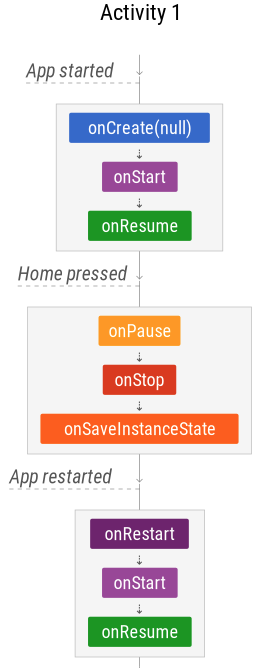 Activity 1
App started
onCreate(null)
onStart
onResume
Home pressed
onPause
onStop
onSaveInstanceState
App restarted
onRestart
onStart
onResume